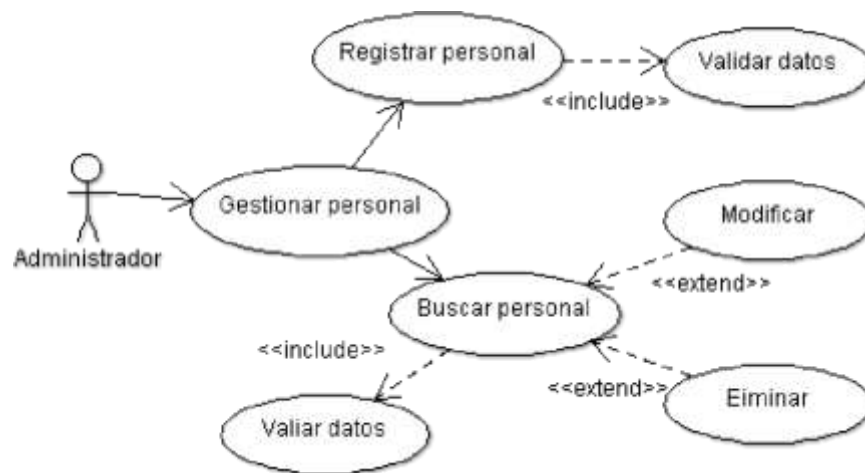 Registrar personal
Validar datos
<<include>>
Gestionar personal
Administrador
Modificar
<<extend>>
Buscar personal
<<include>>
<<extend>>
Eiminar
Valiar datos